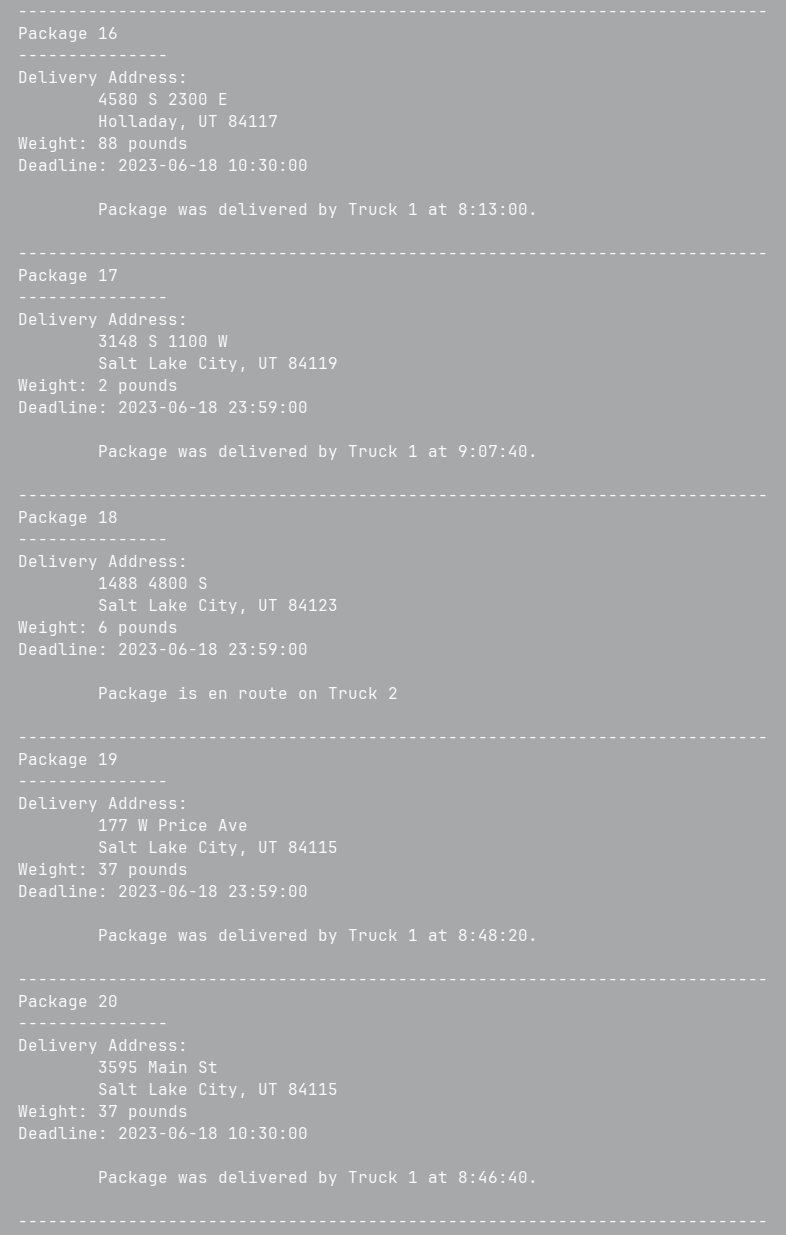 ---------------------------------------------------------------------------
Package 16
---------------
Delivery Address:
        4580 S 2300 E
        Holladay, UT 84117
Weight: 88 pounds
Deadline: 2023-06-18 10:30:00

        Package was delivered by Truck 1 at 8:13:00.

---------------------------------------------------------------------------
Package 17
---------------
Delivery Address:
        3148 S 1100 W
        Salt Lake City, UT 84119
Weight: 2 pounds
Deadline: 2023-06-18 23:59:00

        Package was delivered by Truck 1 at 9:07:40.

---------------------------------------------------------------------------
Package 18
---------------
Delivery Address:
        1488 4800 S
        Salt Lake City, UT 84123
Weight: 6 pounds
Deadline: 2023-06-18 23:59:00

        Package is en route on Truck 2

---------------------------------------------------------------------------
Package 19
---------------
Delivery Address:
        177 W Price Ave
        Salt Lake City, UT 84115
Weight: 37 pounds
Deadline: 2023-06-18 23:59:00

        Package was delivered by Truck 1 at 8:48:20.

---------------------------------------------------------------------------
Package 20
---------------
Delivery Address:
        3595 Main St
        Salt Lake City, UT 84115
Weight: 37 pounds
Deadline: 2023-06-18 10:30:00

        Package was delivered by Truck 1 at 8:46:40.

---------------------------------------------------------------------------